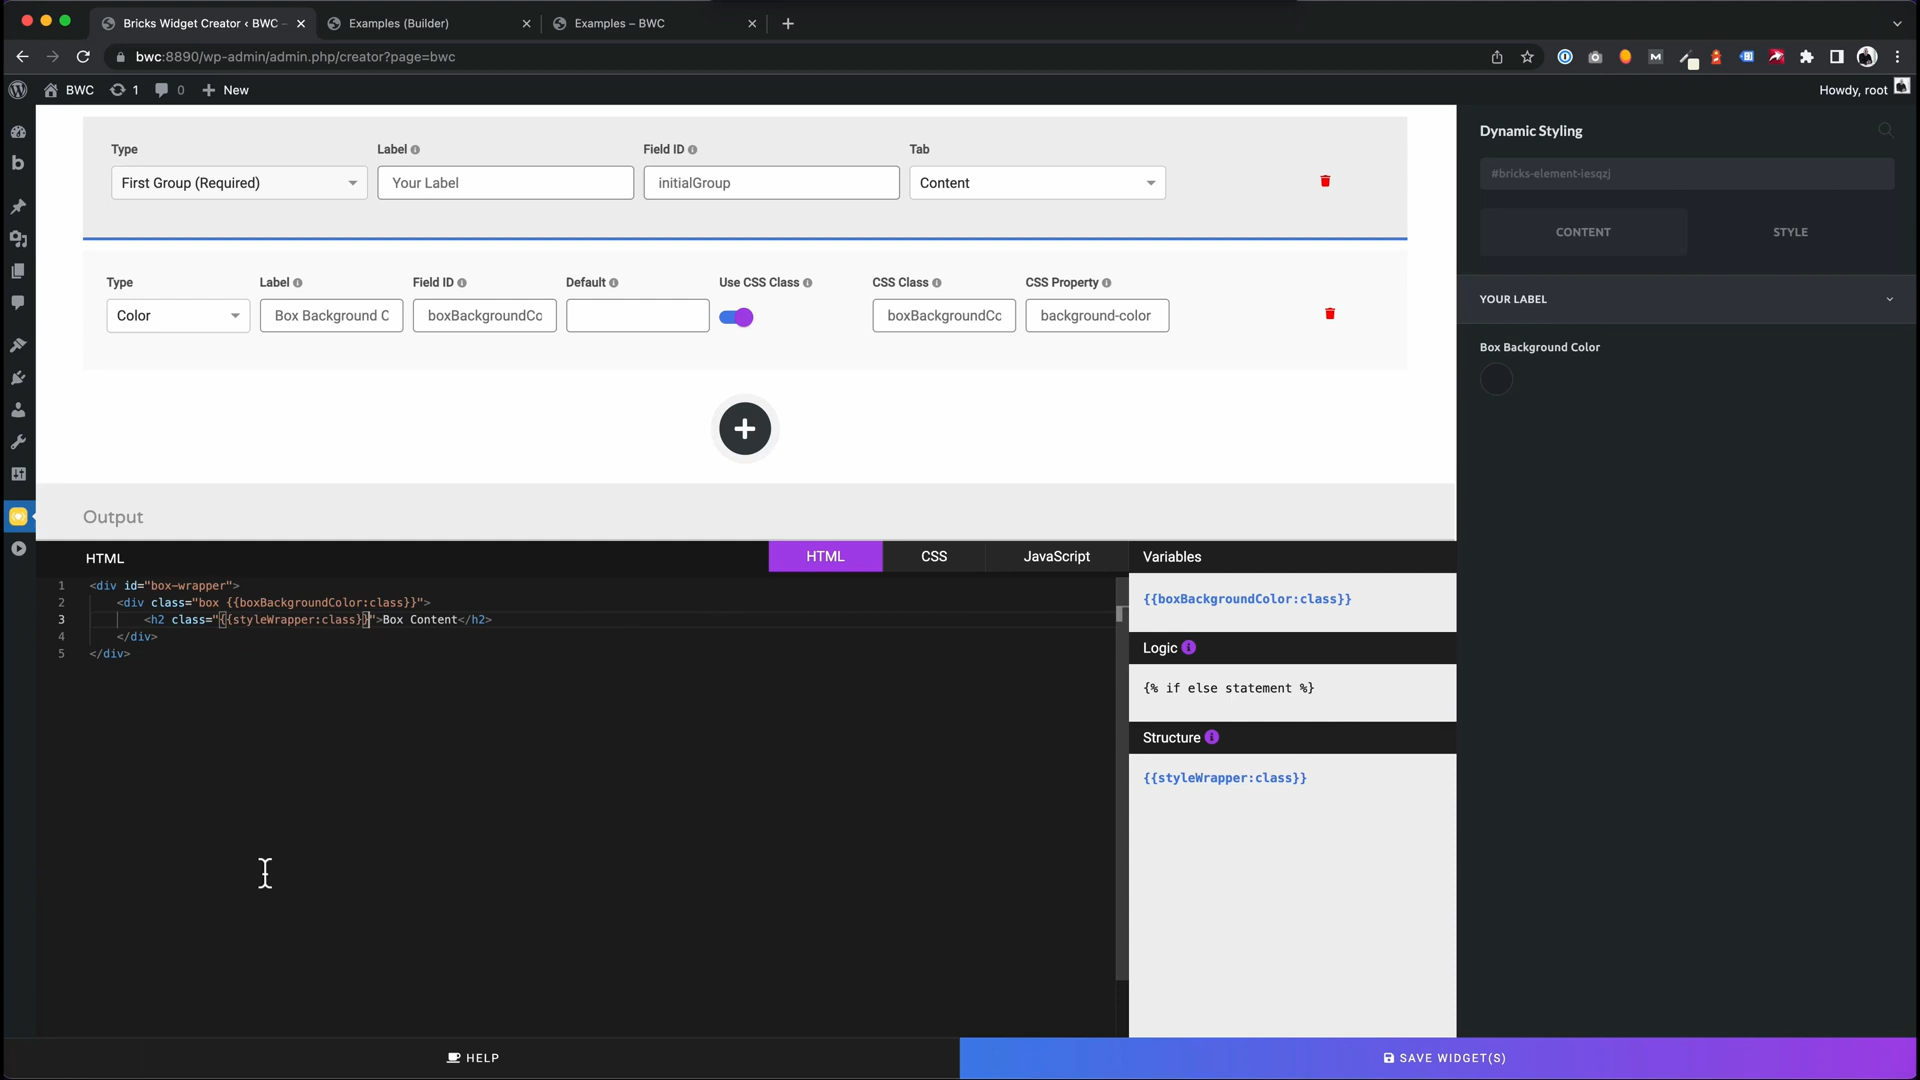 Bricks Widget Creator ‹ BWC –
Examples (Builder)
Examples – BWC
bwc:8890/wp-admin/admin.php/creator?page=bwc
BWC
1
0
New
Howdy, root
Type
Label
Field ID
Tab
First Group (Required)
Your Label
initialGroup
Content
Type
Label
Field ID
Default
Use CSS Class
CSS Class
CSS Property
Color
Box Background C
boxBackgroundCo
boxBackgroundCc
background-color
Output
HTML
HTML
CSS
JavaScript
1 <div id="box-wrapper">
2 <div class="box {{boxBackgroundColor:class}}">
3 <h2 class="{{styleWrapper:class}}">Box Content</h2>
4 </div>
5 </div>
Variables
{{boxBackgroundColor:class}}
Logic
{% if else statement %}
Structure
{{styleWrapper:class}}
Dynamic Styling
#bricks-element-iesqzj
CONTENT
STYLE
YOUR LABEL
Box Background Color
HELP
SAVE WIDGET(S)